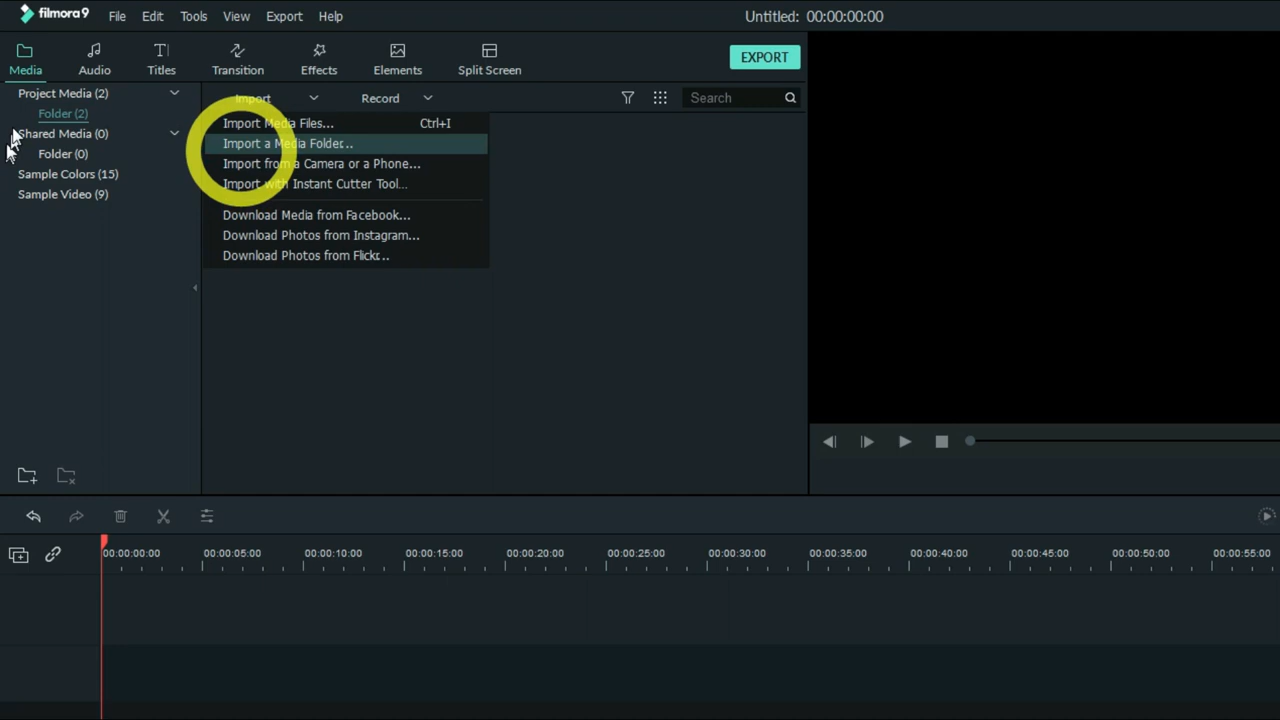 filmora9 File Edit Tools View Export Help Untitled: 00:00:00:00
Media Audio Titles Transition Effects Elements Split Screen EXPORT
Project Media (2)
Folder (2)
Shared Media (0)
Folder (0)
Sample Colors (15)
Sample Video (9)
Import Record Search
Import Media Files... Ctrl+I
Import a Media Folder...
Import from a Camera or a Phone...
Import with Instant Cutter Tool...
Download Media from Facebook...
Download Photos from Instagram...
Download Photos from Flickr...
00:00:00:00 00:00:05:00 00:00:10:00 00:00:15:00 00:00:20:00 00:00:25:00 00:00:30:00 00:00:35:00 00:00:40:00 00:00:45:00 00:00:50:00 00:00:55:00